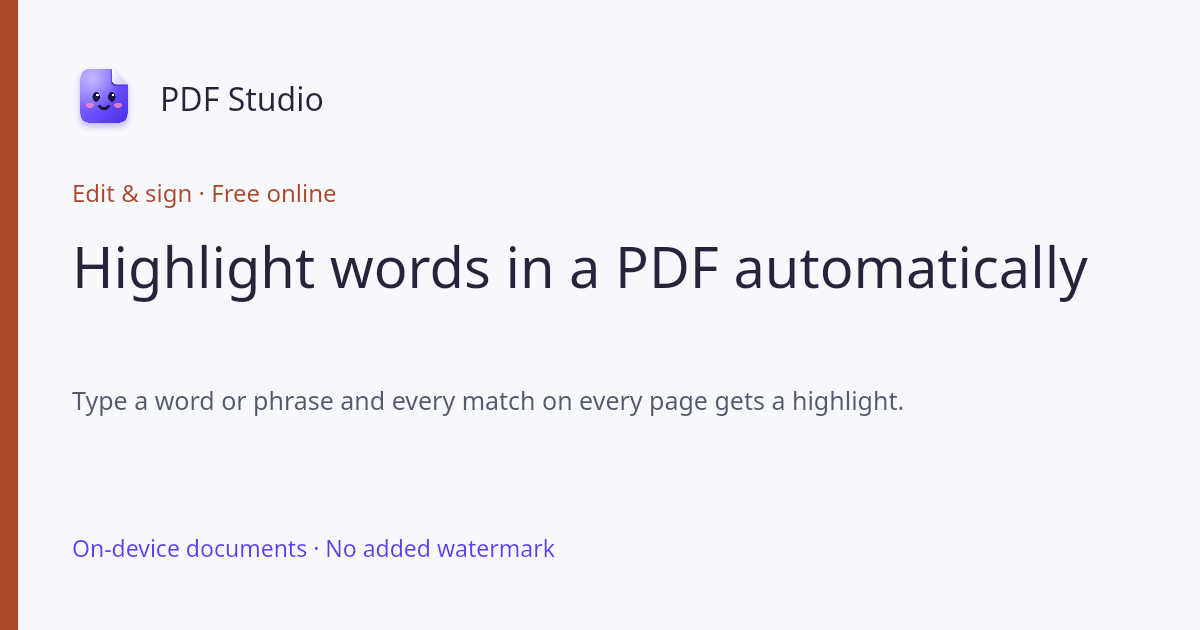 PDF Studio
Edit & sign · Free online
Highlight words in a PDF automatically
Type a word or phrase and every match on every page gets a highlight.
On-device documents · No added watermark